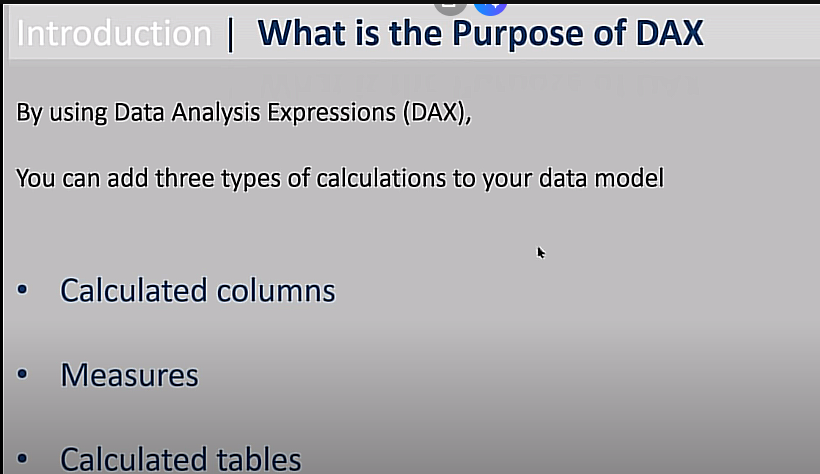 Introduction | What is the Purpose of DAX
By using Data Analysis Expressions (DAX),
You can add three types of calculations to your data model
• Calculated columns
• Measures
• Calculated tables